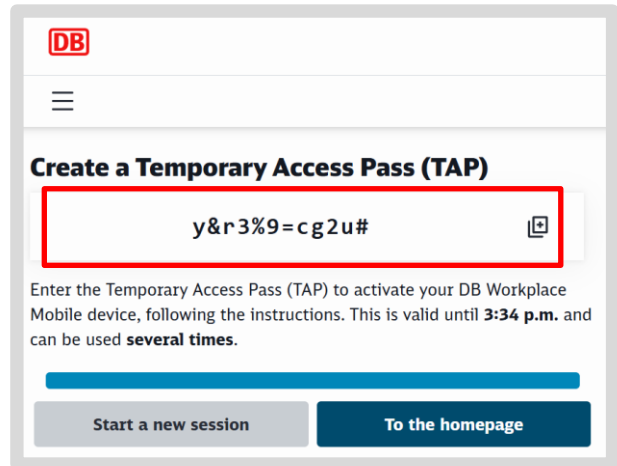 DB
Create a Temporary Access Pass (TAP)
y&r3%9=cg2u#
Enter the Temporary Access Pass (TAP) to activate your DB Workplace
Mobile device, following the instructions. This is valid until 3:34 p.m. and
can be used several times.
Start a new session
To the homepage